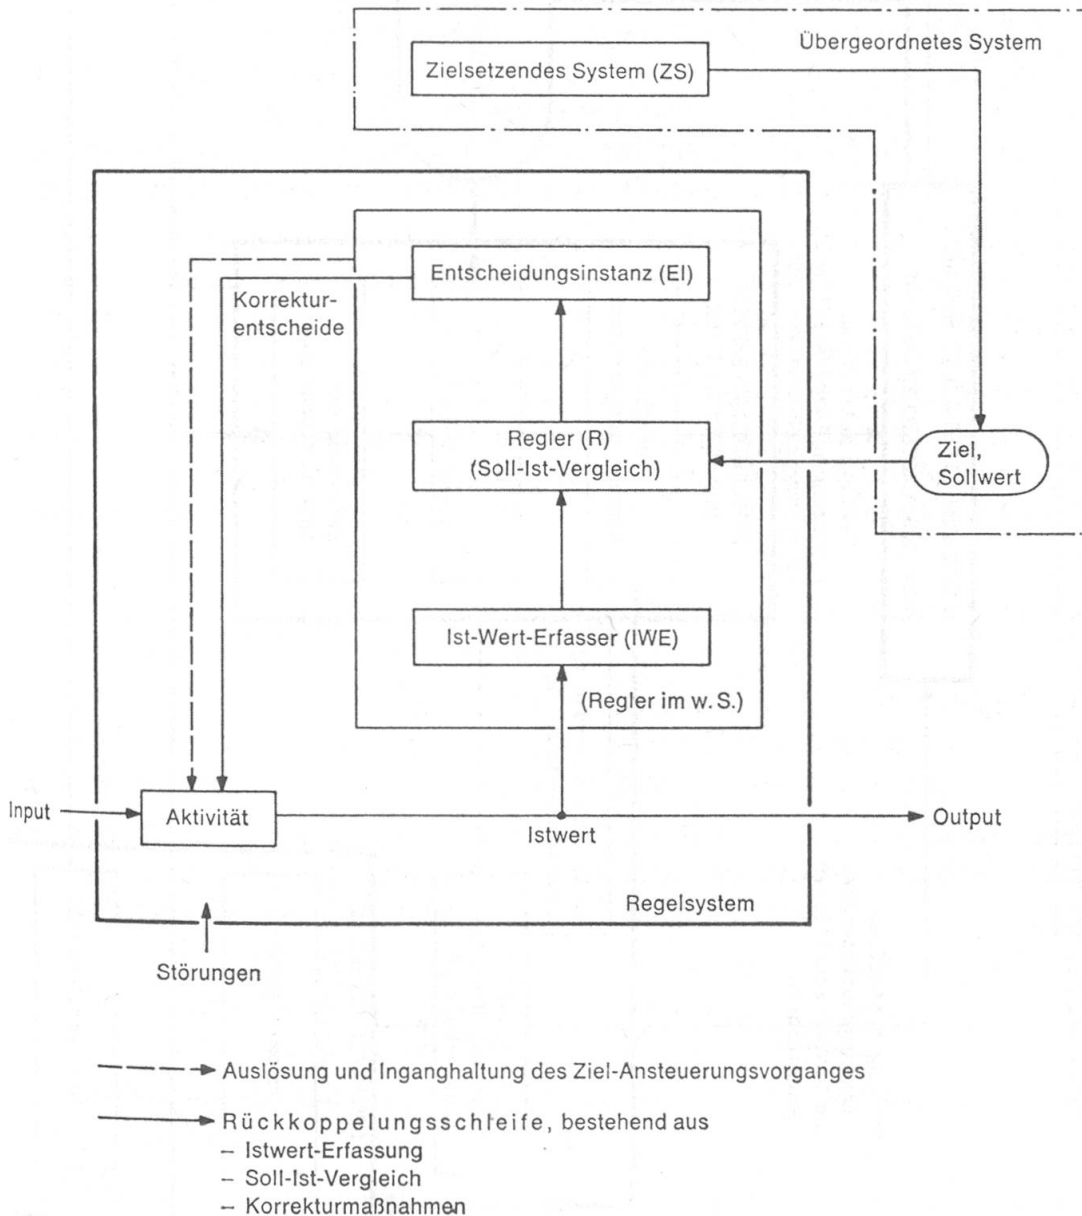 Übergeordnetes System
Zielsetzendes System (ZS)
Entscheidungsinstanz (EI)
Korrektur-
entscheide
Regler (R)
(Soll-Ist-Vergleich)
Ziel,
Sollwert
Ist-Wert-Erfasser (IWE)
(Regler im w. S.)
Input
Aktivität
Istwert
Output
Regelsystem
Störungen
Auslösung und Inganghaltung des Ziel-Ansteuerungsvorganges
Rückkoppelungsschleife, bestehend aus
– Istwert-Erfassung
– Soll-Ist-Vergleich
– Korrekturmaßnahmen